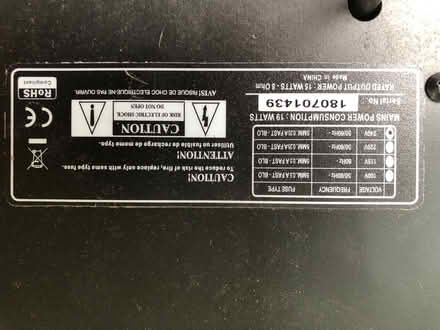 VOLTAGE FREQUENCY FUSE TYPE
100V 50/60Hz 5MM, 0.5A FAST-BLO
115V 60Hz 5MM, 0.5A FAST-BLO
220V 50/60Hz 5MM, 0.25A FAST-BLO
240V 50/60Hz 5MM, 0.25A FAST-BLO
MAINS POWER CONSUMPTION : 19 WATTS
Serial No.: 180701439
RATED OUTPUT POWER : 15 WATTS - 8 Ohm
Made in CHINA
CAUTION!
To reduce the risk of fire, replace only with same fuse.
ATTENTION!
Utiliser un fusible de rechange de meme type.
CAUTION
RISK OF ELECTRIC SHOCK
DO NOT OPEN
AVIS! RISQUE DE CHOC ELECTRIQUE-NE PAS OUVRIR.
CE
RoHS
Compliant